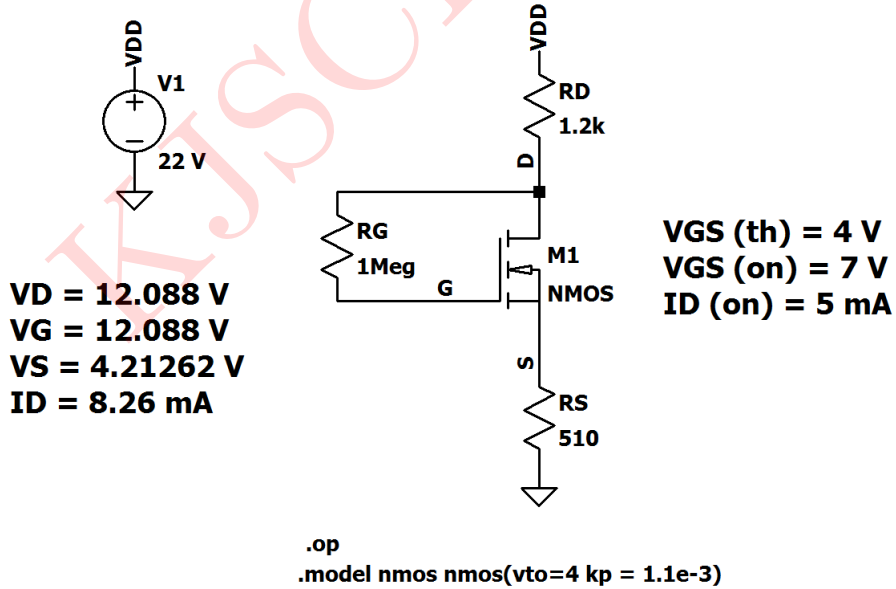 KJSC
VDD
V1
22 V
VDD
RD
1.2k
D
RG
1Meg
G
M1
NMOS
S
RS
510
VD = 12.088 V
VG = 12.088 V
VS = 4.21262 V
ID = 8.26 mA
VGS (th) = 4 V
VGS (on) = 7 V
ID (on) = 5 mA
.op
.model nmos nmos(vto=4 kp = 1.1e-3)